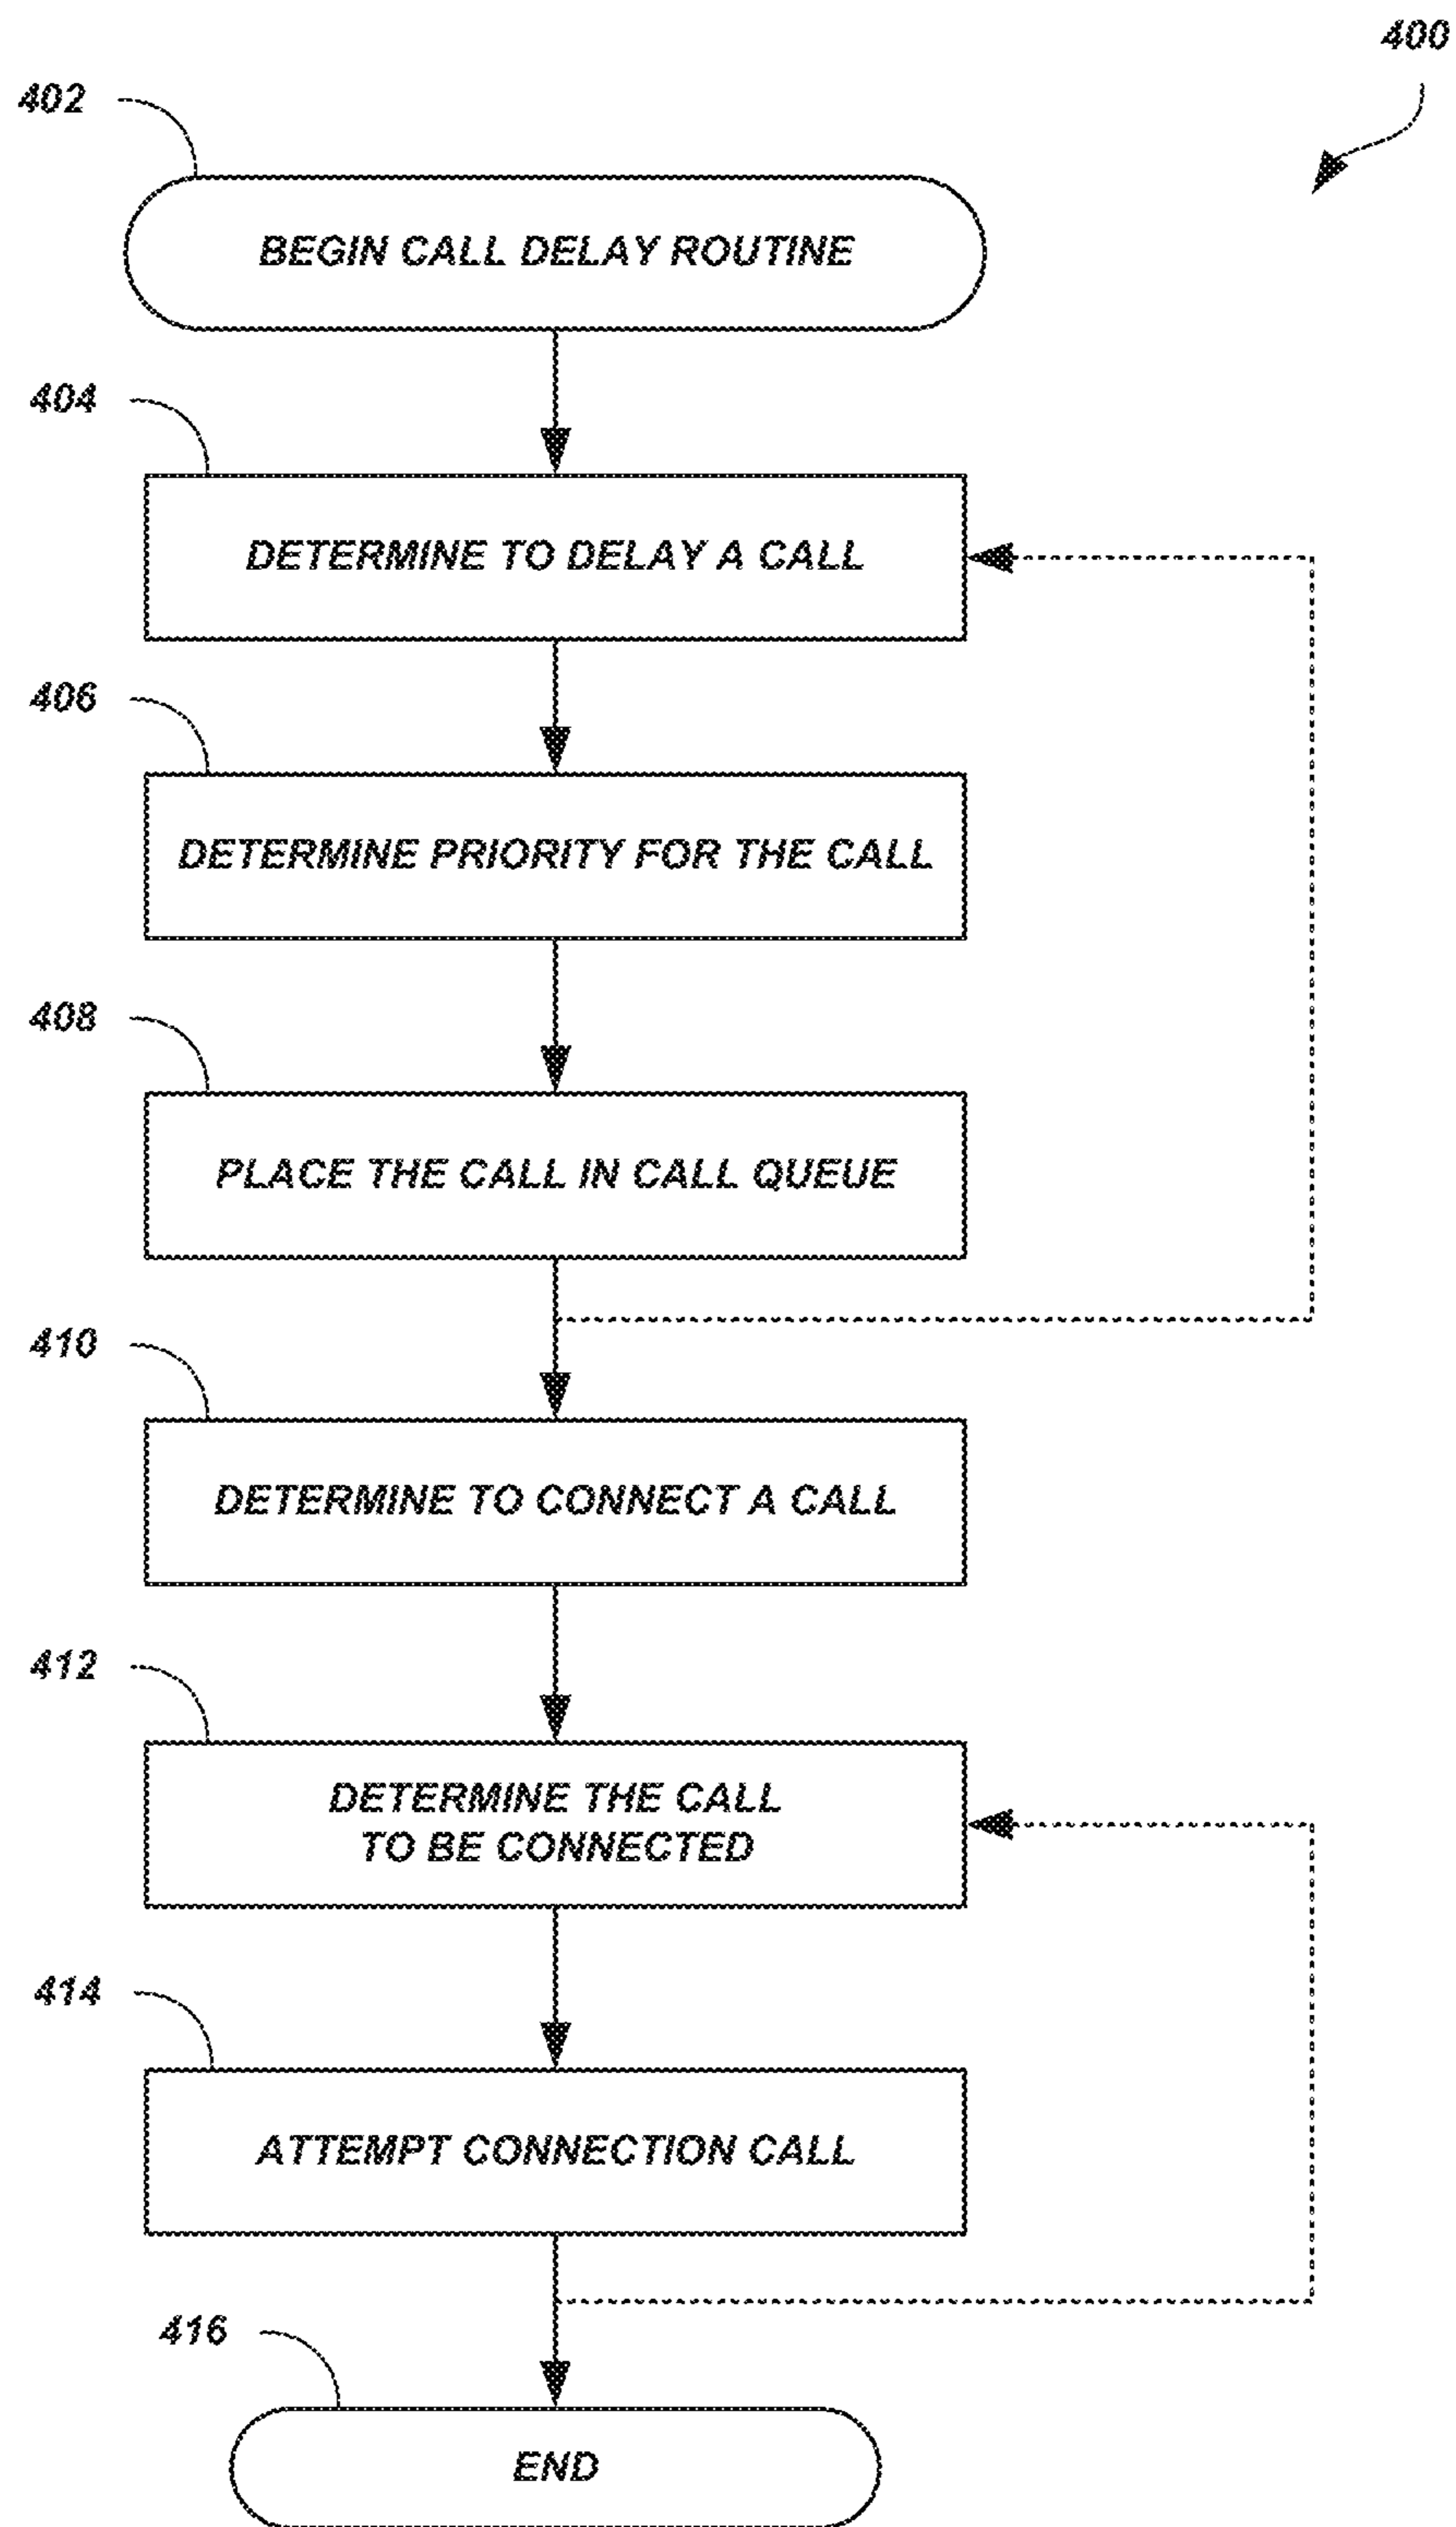 400
402
BEGIN CALL DELAY ROUTINE
404
DETERMINE TO DELAY A CALL
406
DETERMINE PRIORITY FOR THE CALL
408
PLACE THE CALL IN CALL QUEUE
410
DETERMINE TO CONNECT A CALL
412
DETERMINE THE CALL
TO BE CONNECTED
414
ATTEMPT CONNECTION CALL
416
END